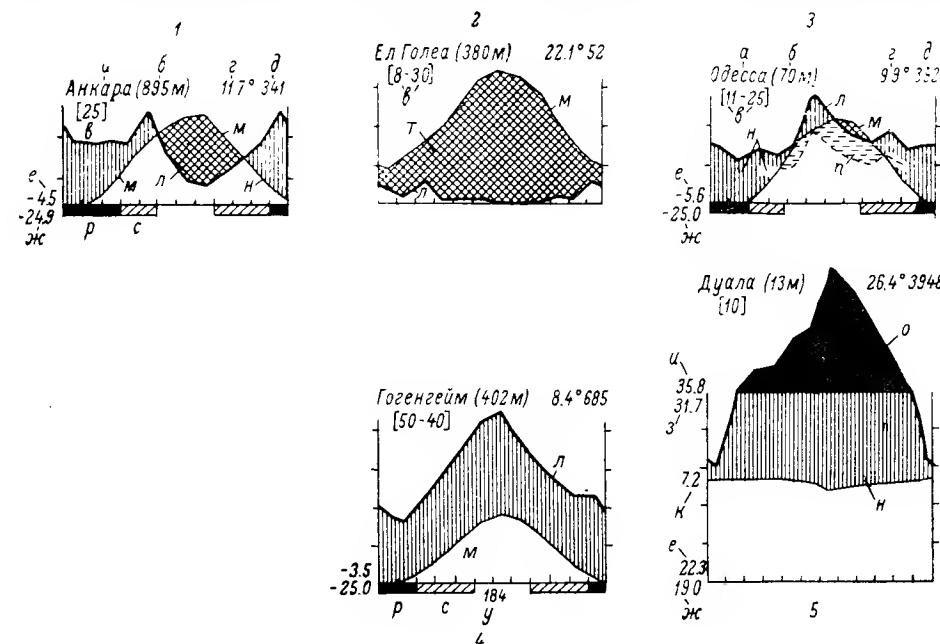 1
а б г д
Анкара (895м) 11.7° 341
[25]
в
м
м л н
е
-4.5
-24.9
ж
р с
2
Ел Голеа (380м) 22.1° 52
[8-30]
в
м
т
л
3
а б г д
Одесса (70м) 9.9° 392
[11-25]
в
л
м
н
п
е
-5.6
-25.0
ж
Гогенгейм (402м) 8.4° 685
[50-40]
л
м
-3.5
-25.0
р с 184
у
4
Дуала (13м) 26.4° 3948
[10]
о
и
35.8
31.7
з
7.2
к
н
е
22.3
19.0
ж
5